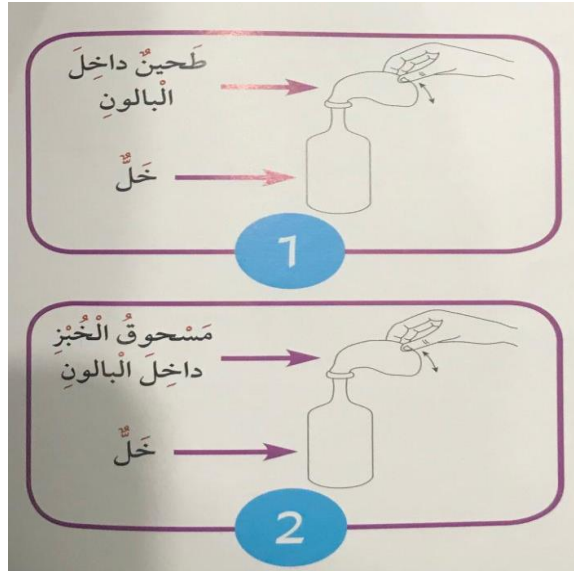 طَحينٌ داخِلَ
الْبالونِ
خَلٌّ
1
مَسْحوقُ الْخُبْزِ
داخِلَ الْبالونِ
خَلٌّ
2